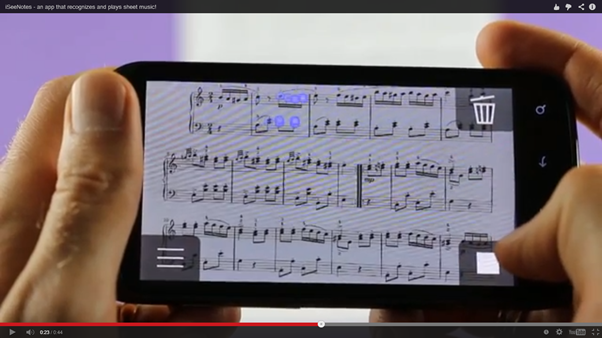 iSeeNotes - an app that recognizes and plays sheet music!
0:23 / 0:44